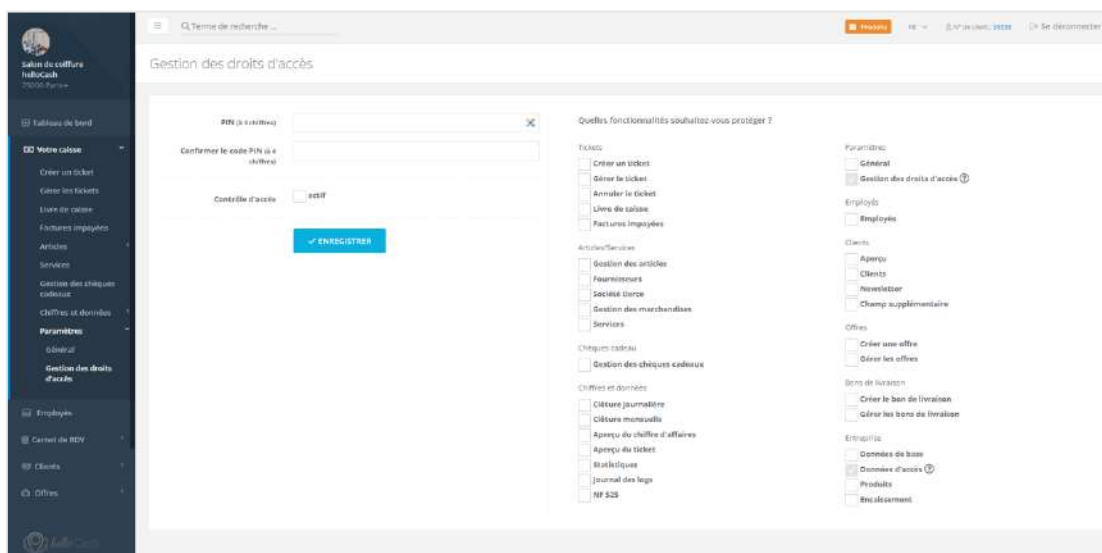 Salon de coiffure
helloCash
75000 Paris
Tableau de bord
Votre caisse
Créer un ticket
Gérer les tickets
Livre de caisse
Factures impayées
Articles
Services
Gestion des chèques
cadeaux
Chiffres et données
Paramètres
Général
Gestion des droits
d'accès
Employés
Carnet de RDV
Clients
Offres
helloCash
Terme de recherche ...
Produits
Se déconnecter
Gestion des droits d'accès
PIN (à 4 chiffres)
Confirmer le code PIN (à 4
chiffres)
Contrôle d'accès
actif
ENREGISTRER
Quelles fonctionnalités souhaitez-vous protéger ?
Tickets
Créer un ticket
Gérer le ticket
Annuler le ticket
Livre de caisse
Factures impayées
Articles/Services
Gestion des articles
Fournisseurs
Société tierce
Gestion des marchandises
Services
Chèques cadeau
Gestion des chèques cadeaux
Chiffres et données
Clôture journalière
Clôture mensuelle
Aperçu du chiffre d'affaires
Aperçu du ticket
Statistiques
Journal des logs
NF 525
Paramètres
Général
Gestion des droits d'accès
Employés
Employés
Clients
Aperçu
Clients
Newsletter
Champ supplémentaire
Offres
Créer une offre
Gérer les offres
Bons de livraison
Créer le bon de livraison
Gérer les bons de livraison
Entreprise
Données de base
Données d'accès
Produits
Encaissement